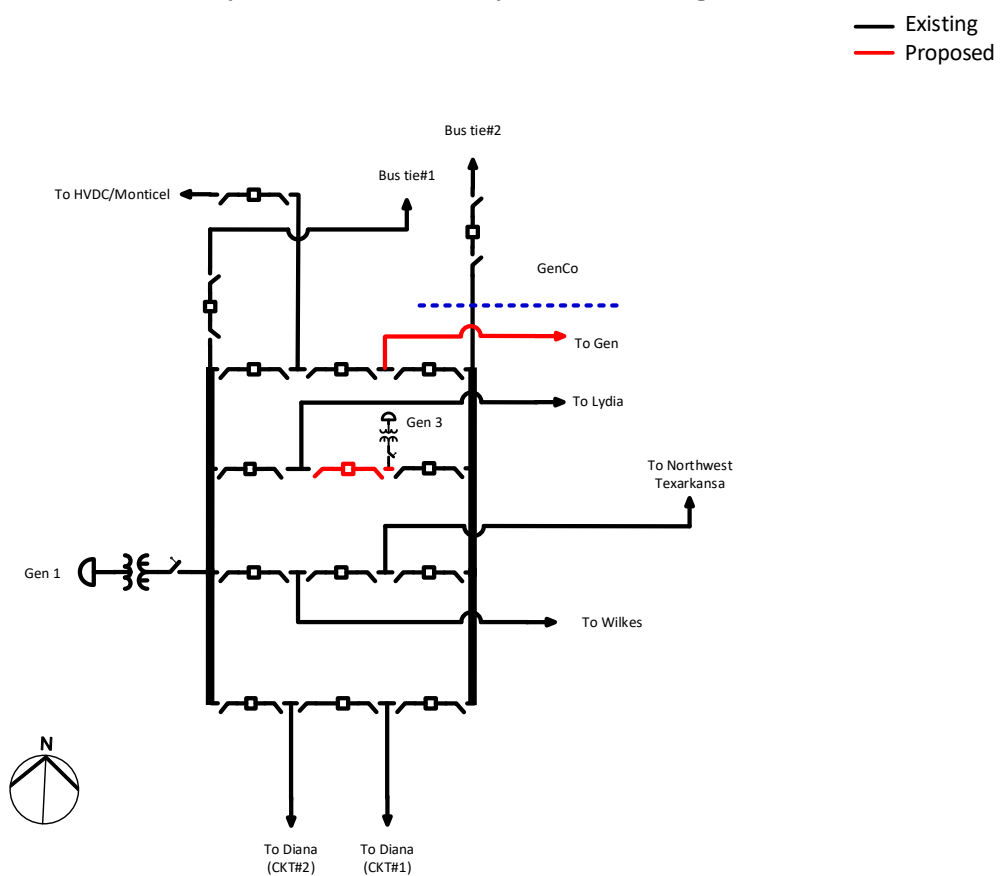 Existing
Proposed
Bus tie#2
Bus tie#1
To HVDC/Monticel
GenCo
To Gen
To Lydia
Gen 3
To Northwest
Texarkansa
Gen 1
To Wilkes
N
To Diana
(CKT#2)
To Diana
(CKT#1)